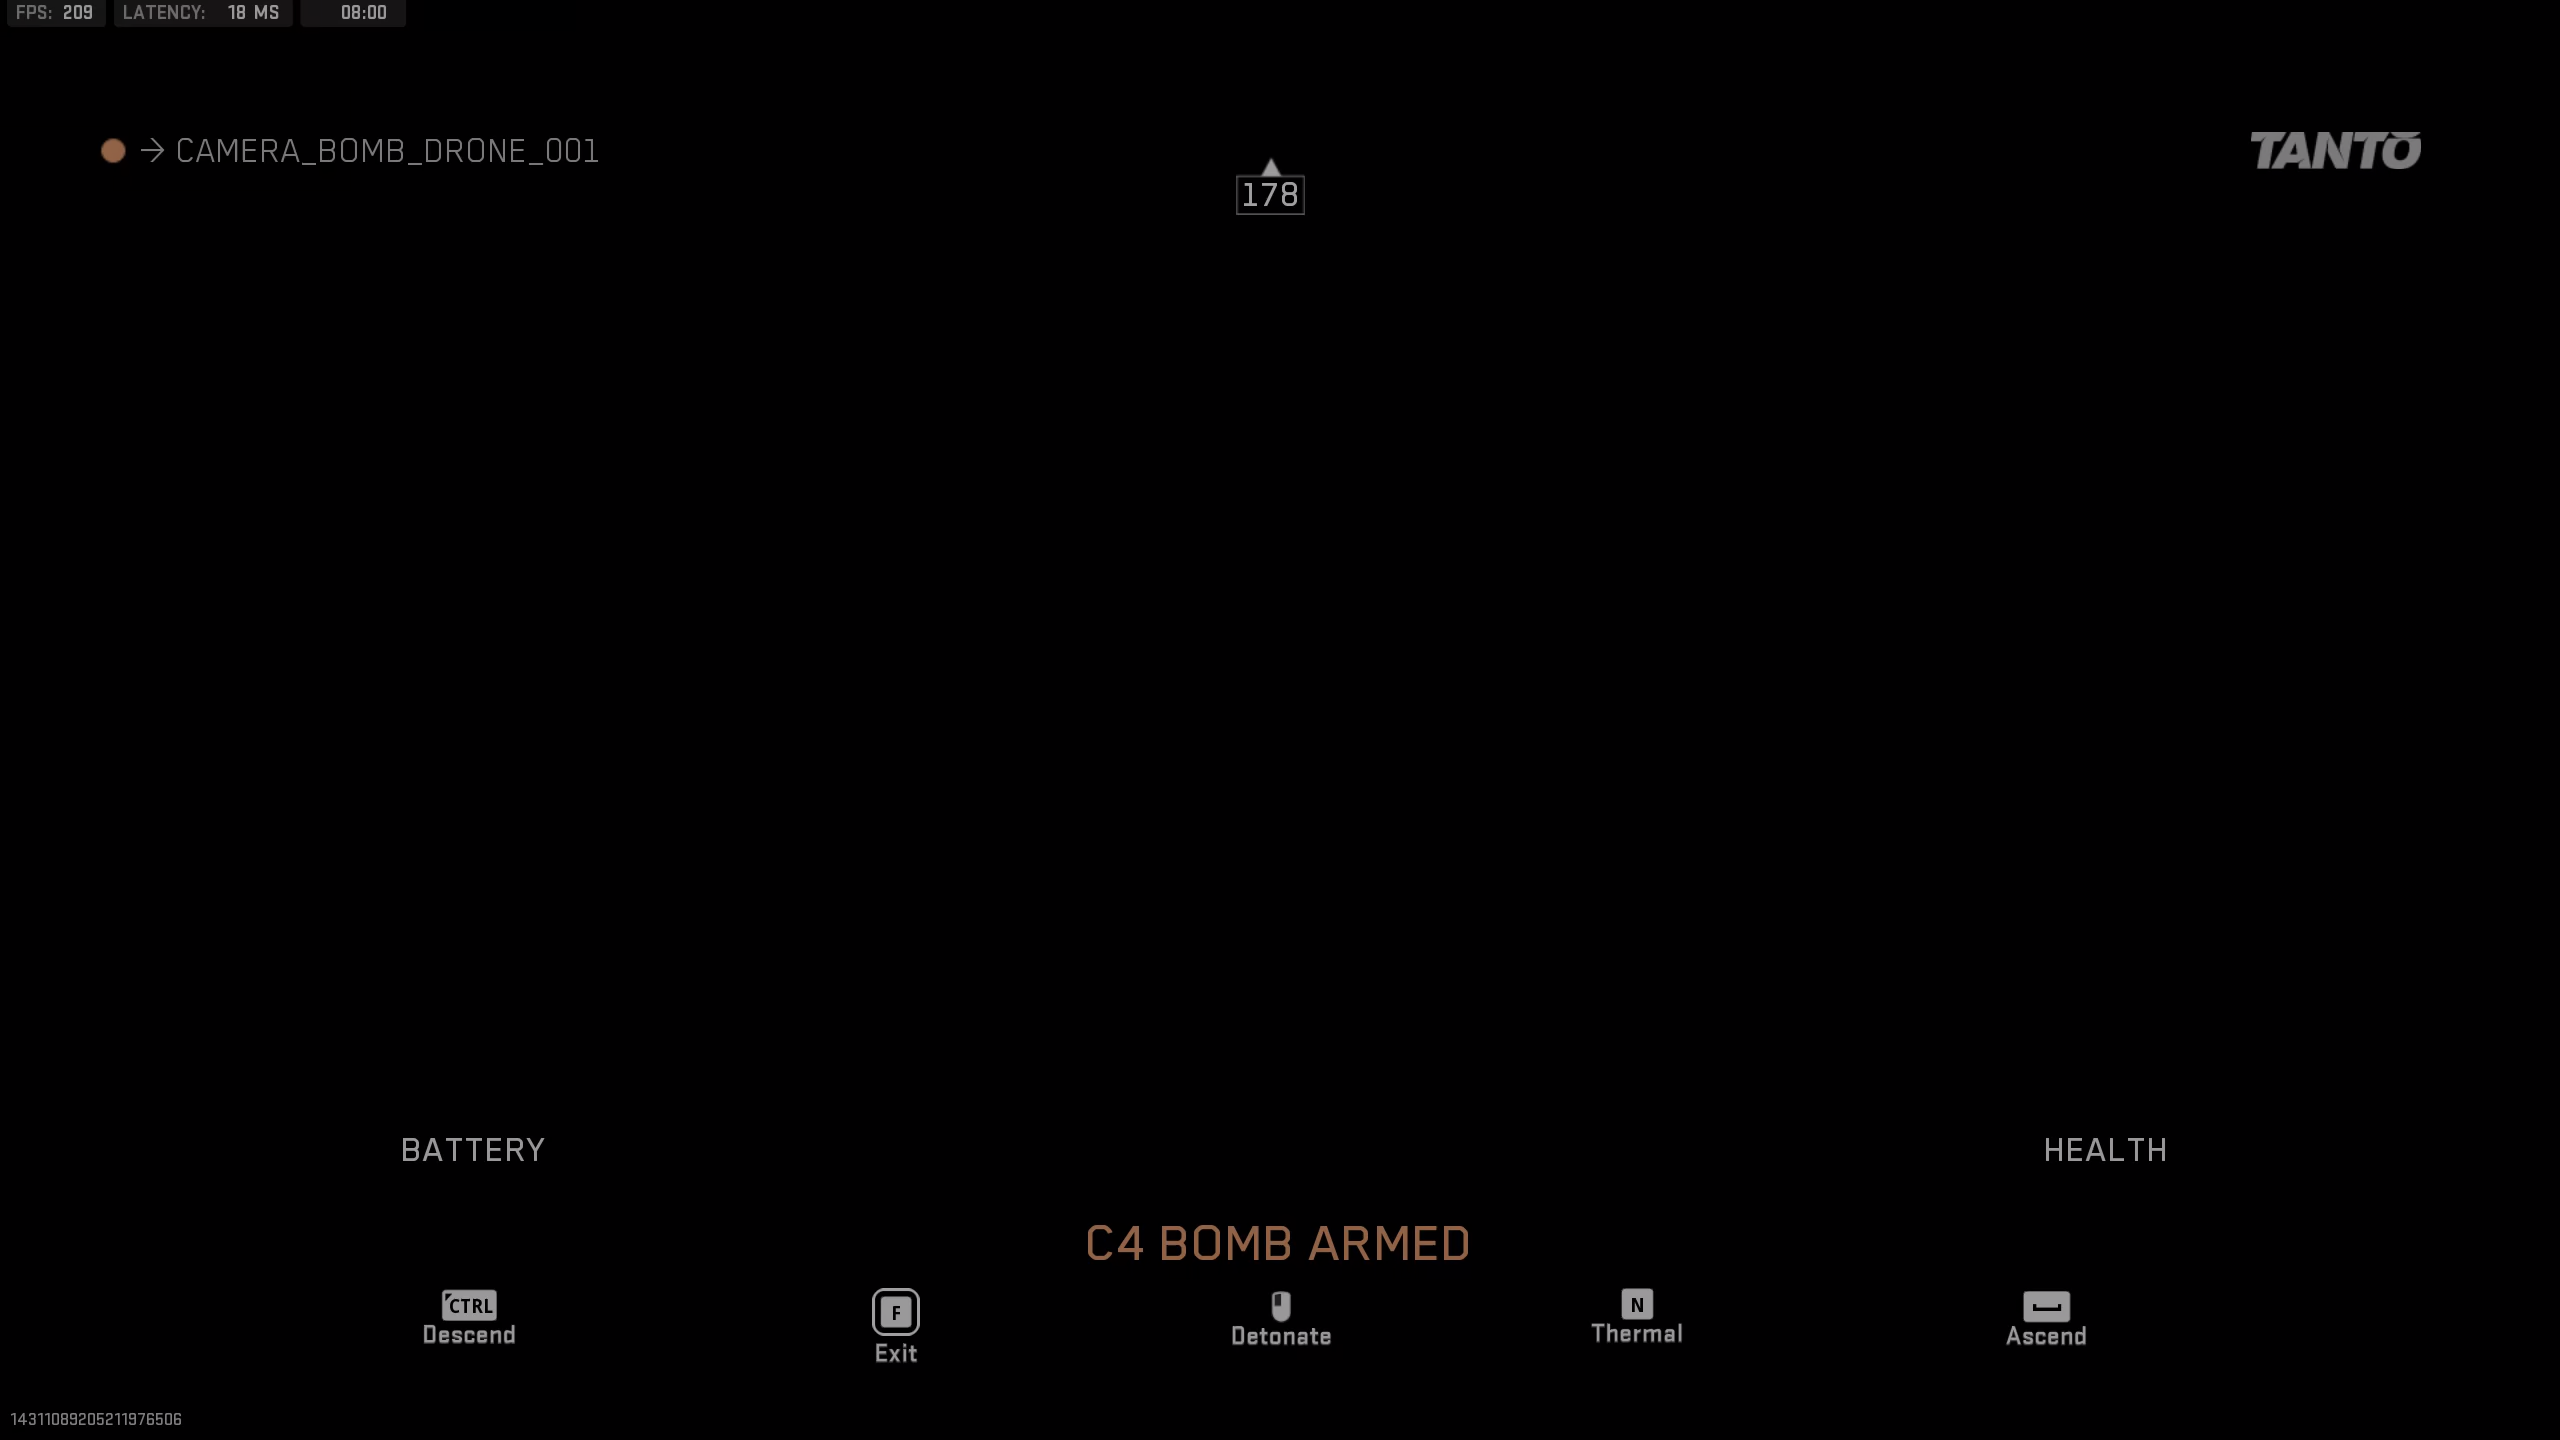 FPS: 209 LATENCY: 18 MS 08:00
→ CAMERA_BOMB_DRONE_001
TANTO
178
BATTERY
HEALTH
C4 BOMB ARMED
CTRL
Descend
F
Exit
Detonate
N
Thermal
Ascend
14311089205211976506